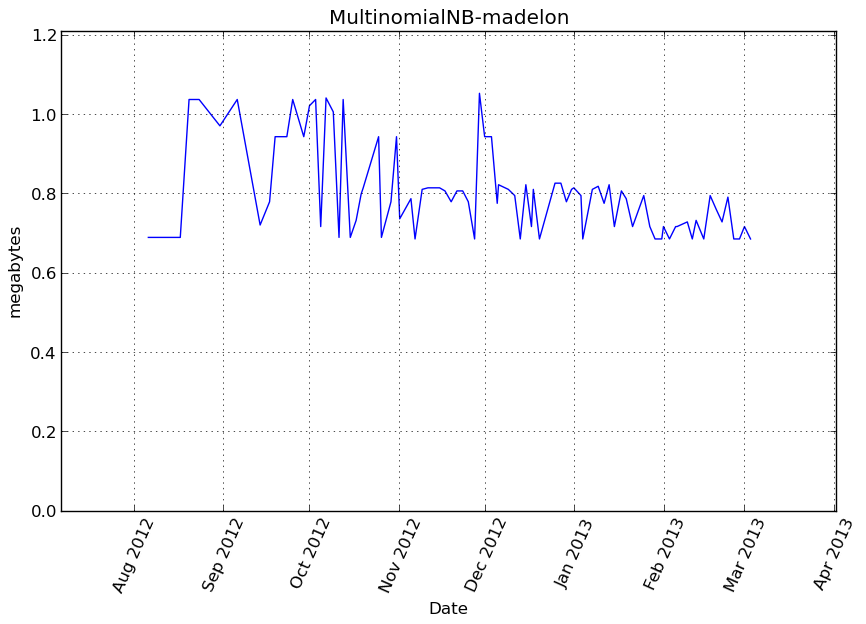 MultinomialNB-madelon
1.2
1.0
0.8
0.6
0.4
0.2
0.0
megabytes
Aug 2012
Sep 2012
Oct 2012
Nov 2012
Dec 2012
Jan 2013
Feb 2013
Mar 2013
Apr 2013
Date